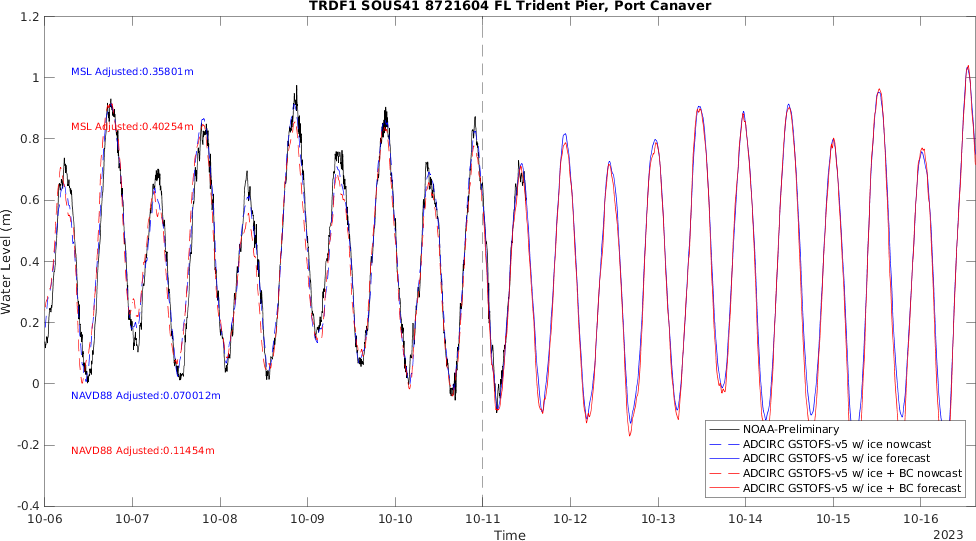 TRDF1 SOUS41 8721604 FL Trident Pier, Port Canaver
1.2
1
0.8
0.6
0.4
0.2
0
-0.2
-0.4
Water Level (m)
MSL Adjusted:0.35801m
MSL Adjusted:0.40254m
NAVD88 Adjusted:0.070012m
NAVD88 Adjusted:0.11454m
NOAA-Preliminary
ADCIRC GSTOFS-v5 w/ ice nowcast
ADCIRC GSTOFS-v5 w/ ice forecast
ADCIRC GSTOFS-v5 w/ ice + BC nowcast
ADCIRC GSTOFS-v5 w/ ice + BC forecast
10-06 10-07 10-08 10-09 10-10 10-11 10-12 10-13 10-14 10-15 10-16
Time
2023